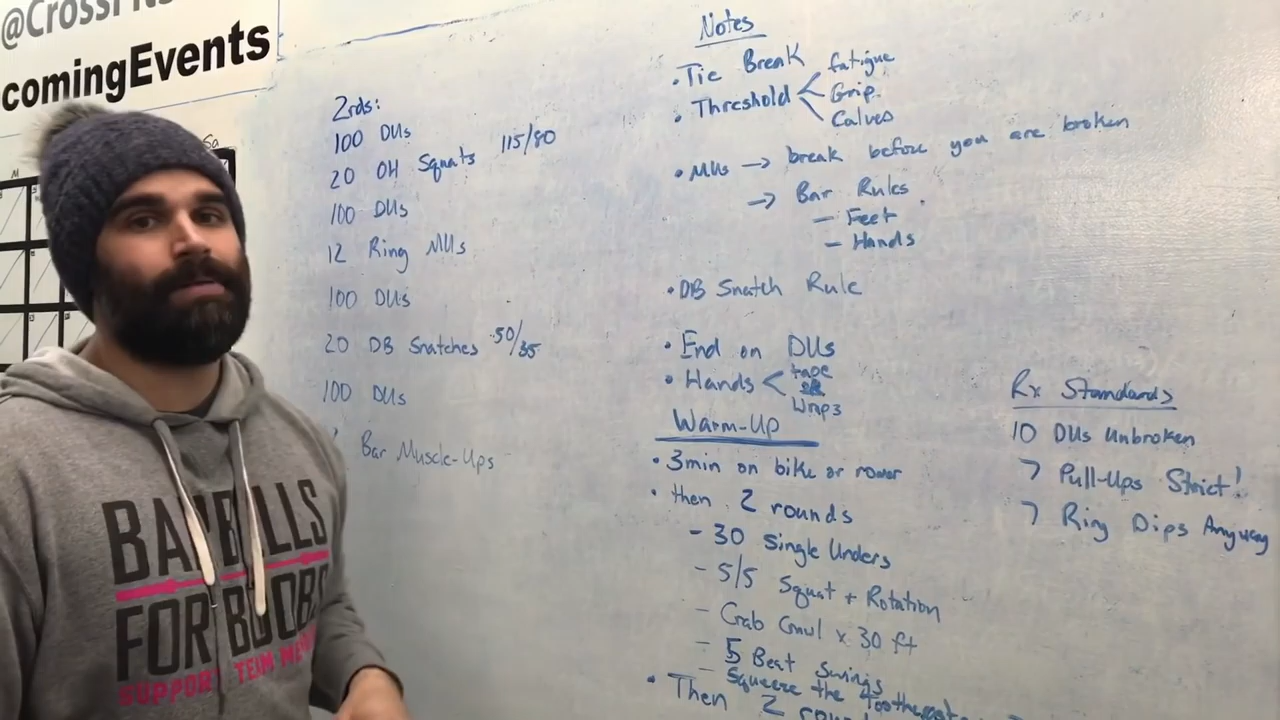 @CrossFit
comingEvents
Sa
M
2rds:
100 DUs
20 OH Squats 115/80
100 DUs
12 Ring MUs
100 DUs
20 DB Snatches 50/35
100 DUs
Bar Muscle-Ups
Notes
• Tie Break
• Threshold < fatigue
Grip
Calves
• MUs → break before you are broken
→ Bar Rules
- Feet
- Hands
• DB Snatch Rule
• End on DUs
• Hands < tape
or
Wraps
Warm-Up
• 3min on bike or rower
• then 2 rounds
- 30 Single Unders
- 5/5 Squat + Rotation
- Crab Crawl x 30 ft
- 5 Beat Swings
- Squeeze the
• Then 2 round
Rx Standards
10 DUs Unbroken
7 Pull-Ups Strict!
7 Ring Dips Anyway
BARBELLS
FOR BOOBS
SUPPORT TEAM